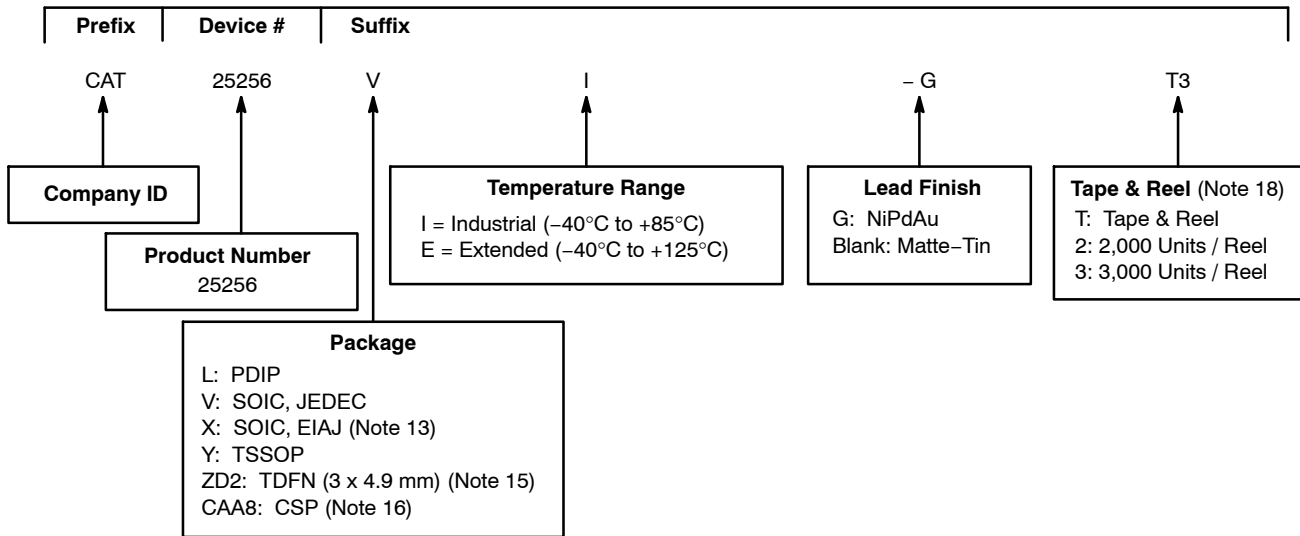 Prefix Device # Suffix
CAT 25256 V I – G T3
Company ID
Product Number
25256
Package
L: PDIP
V: SOIC, JEDEC
X: SOIC, EIAJ (Note 13)
Y: TSSOP
ZD2: TDFN (3 x 4.9 mm) (Note 15)
CAA8: CSP (Note 16)
Temperature Range
I = Industrial (−40°C to +85°C)
E = Extended (−40°C to +125°C)
Lead Finish
G: NiPdAu
Blank: Matte−Tin
Tape & Reel (Note 18)
T: Tape & Reel
2: 2,000 Units / Reel
3: 3,000 Units / Reel